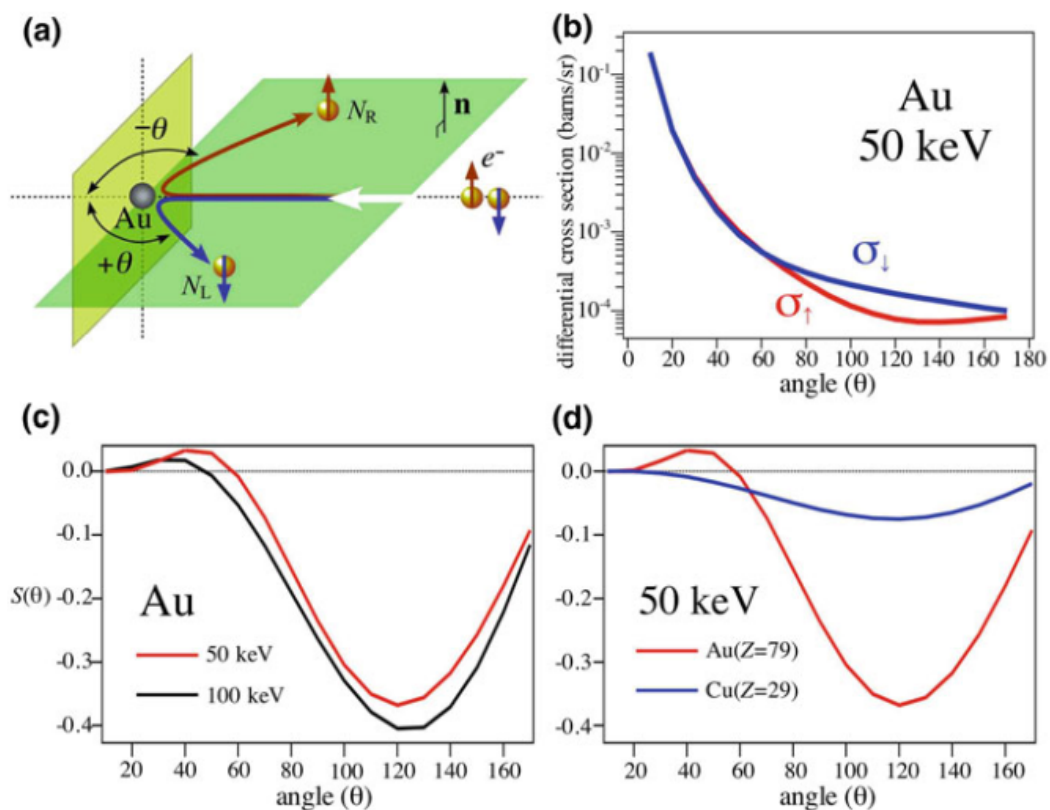 (a)
−θ
N_R
n
e⁻
Au
+θ
N_L
(b)
differential cross section (barns/sr)
10⁻¹
10⁻²
10⁻³
10⁻⁴
Au
50 keV
σ↓
σ↑
0 20 40 60 80 100 120 140 160 180
angle (θ)
(c)
S(θ)
0.0
-0.1
-0.2
-0.3
-0.4
Au
50 keV
100 keV
20 40 60 80 100 120 140 160
angle (θ)
(d)
0.0
-0.1
-0.2
-0.3
-0.4
50 keV
Au(Z=79)
Cu(Z=29)
20 40 60 80 100 120 140 160
angle (θ)